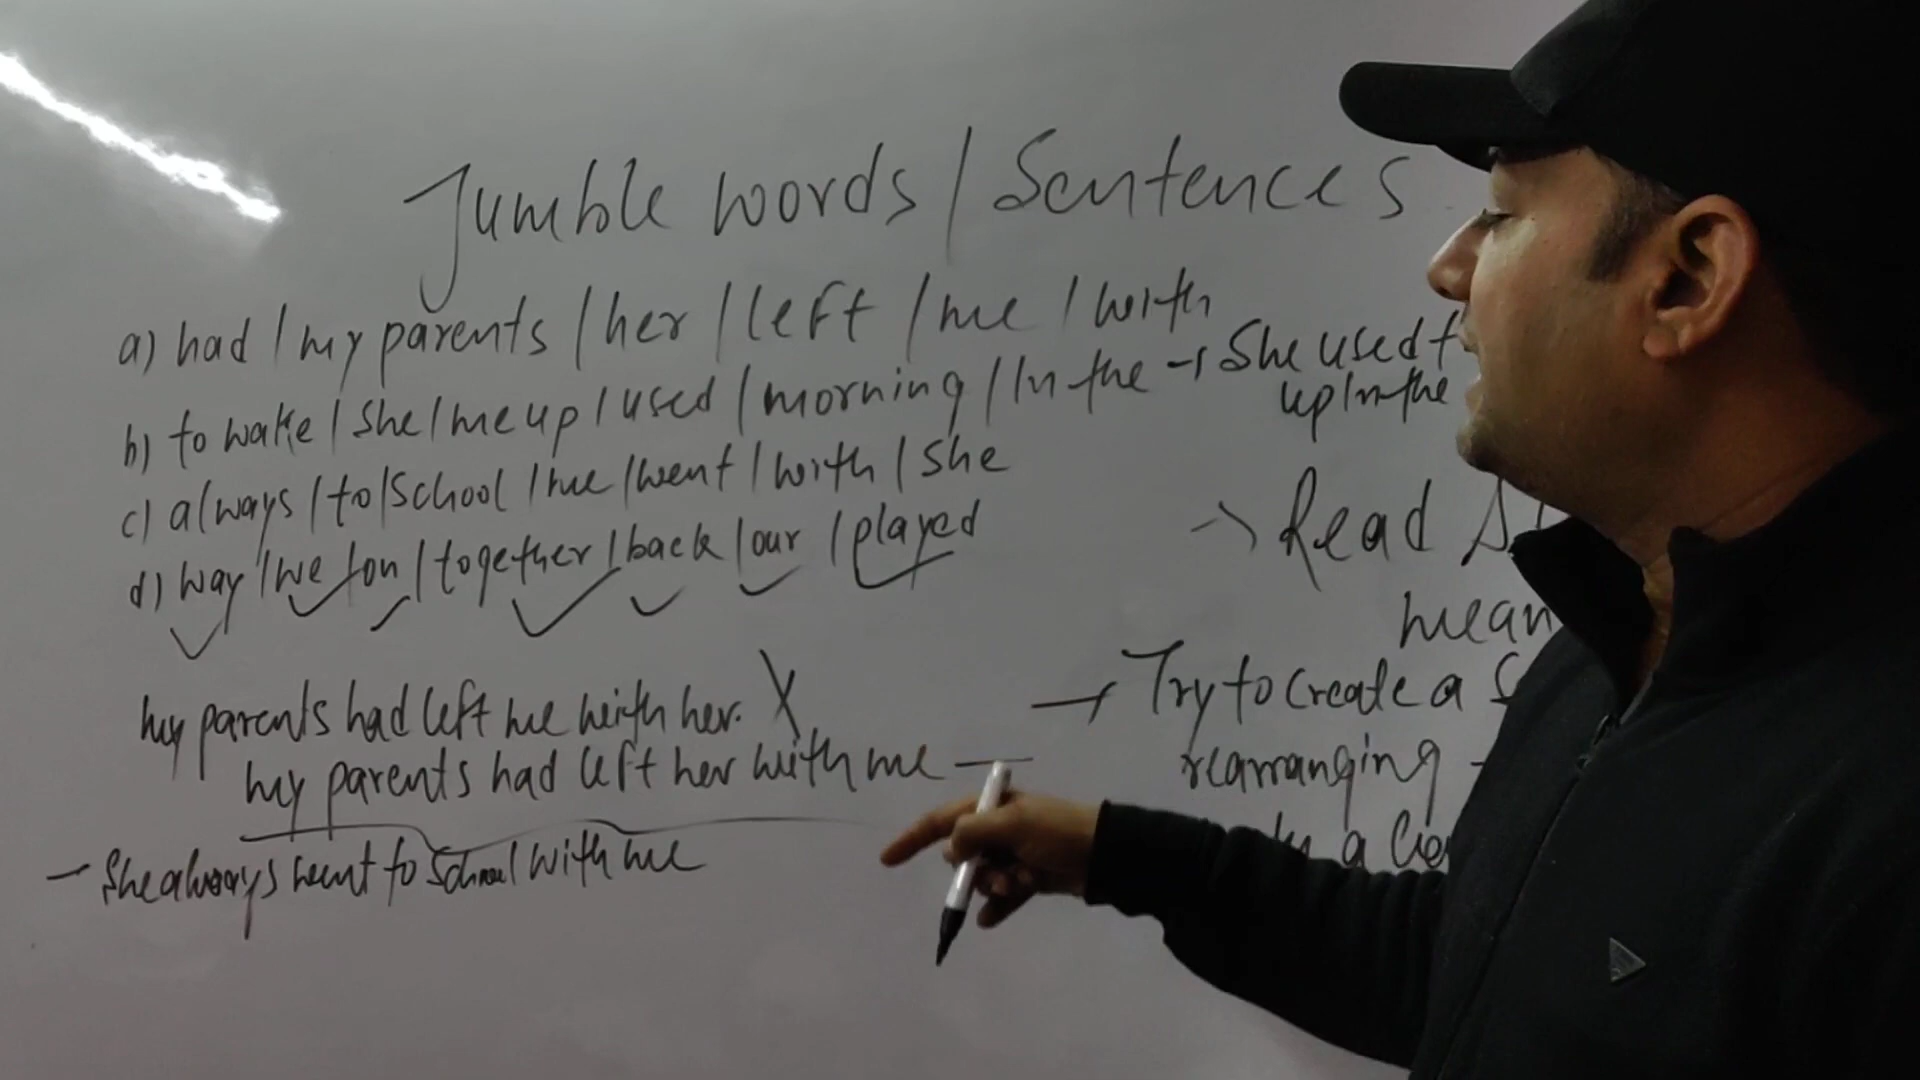 Jumble words / Sentences
a) had / my parents / her / left / me / with
b) to wake / She / me up / used / morning / In the → She used t
up In the
c) always / to / School / me / went / with / She
d) way / we / on / together / back / our / played
→ Read
mean
my parents had left me with her. X
→ Try to create a S
my parents had left her with me —
rearranging -
- She always went to School with me
a